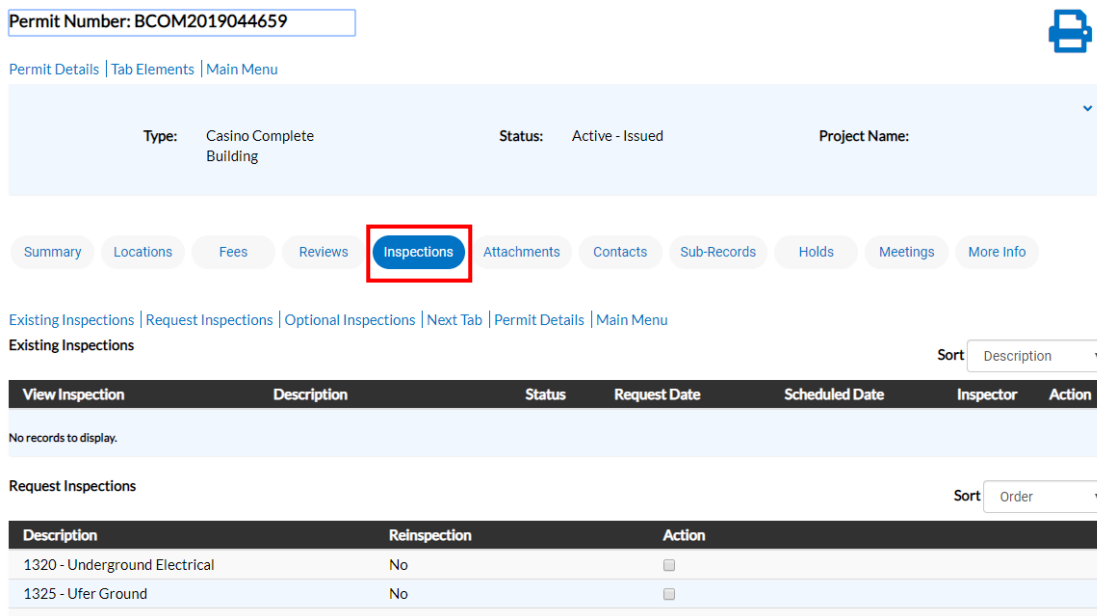 Permit Number: BCOM2019044659
Permit Details | Tab Elements | Main Menu
Type: Casino Complete Building Status: Active - Issued Project Name:
Summary Locations Fees Reviews Inspections Attachments Contacts Sub-Records Holds Meetings More Info
Existing Inspections | Request Inspections | Optional Inspections | Next Tab | Permit Details | Main Menu
Existing Inspections
Sort Description
View Inspection Description Status Request Date Scheduled Date Inspector Action
No records to display.
Request Inspections
Sort Order
Description Reinspection Action
1320 - Underground Electrical No
1325 - Ufer Ground No